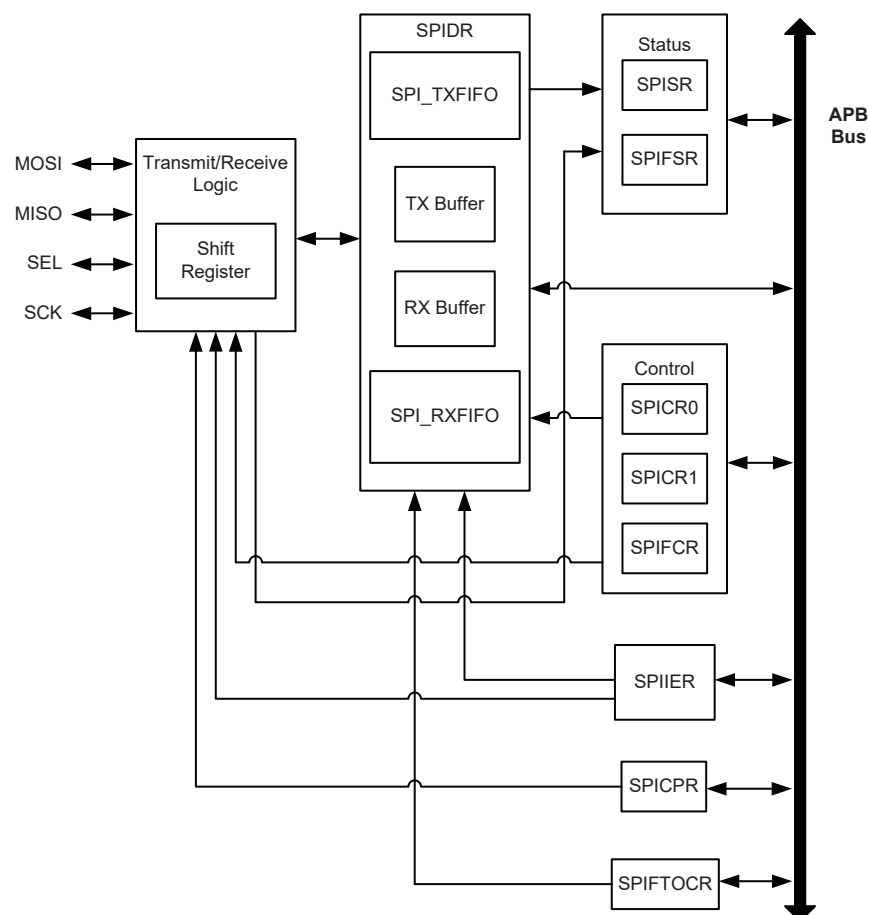 SPIDR
SPI_TXFIFO
TX Buffer
RX Buffer
SPI_RXFIFO
Status
SPISR
SPIFSR
APB
Bus
MOSI
MISO
SEL
SCK
Transmit/Receive
Logic
Shift
Register
Control
SPICR0
SPICR1
SPIFCR
SPIIER
SPICPR
SPIFTOCR